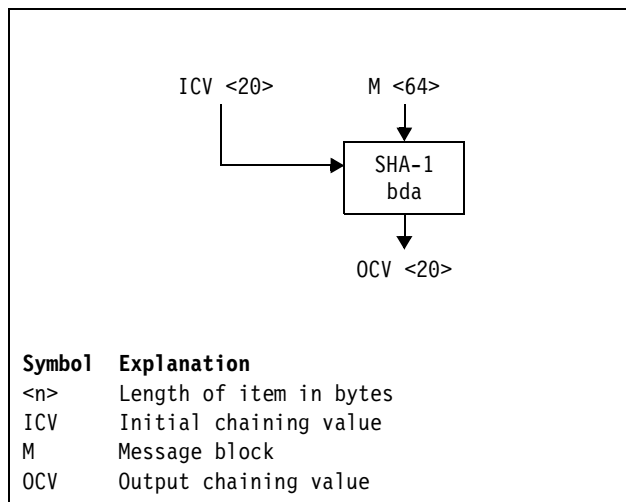 ICV <20> M <64>
SHA-1
bda
OCV <20>
Symbol Explanation
<n> Length of item in bytes
ICV Initial chaining value
M Message block
OCV Output chaining value